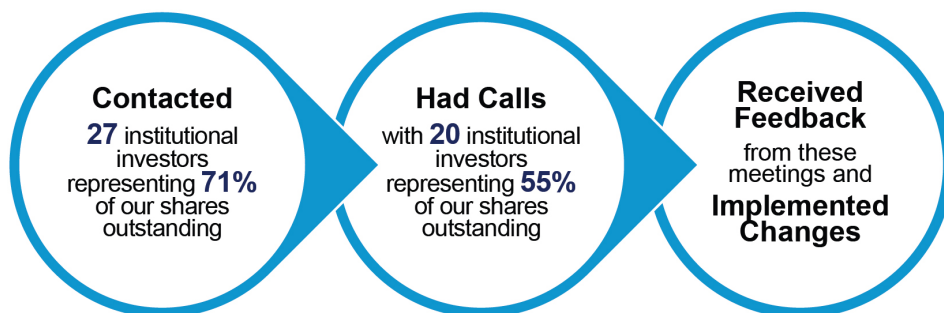 Contacted
27 institutional
investors
representing 71%
of our shares
outstanding
Had Calls
with 20 institutional
investors
representing 55%
of our shares
outstanding
Received
Feedback
from these
meetings and
Implemented
Changes